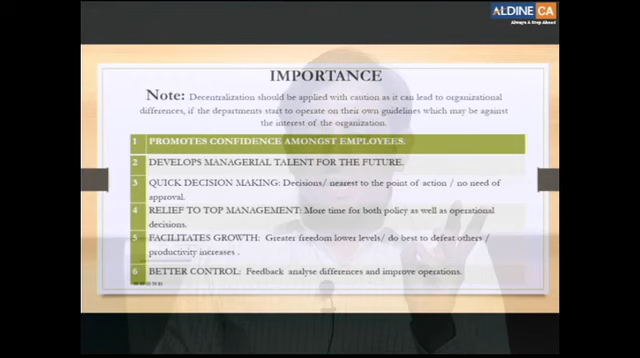 ALDINE CA
Always A Step Ahead
IMPORTANCE
Note: Decentralization should be applied with caution as it can lead to organizational
differences, if the departments start to operate on their own guidelines which may be against
the interest of the organization.
1 PROMOTES CONFIDENCE AMONGST EMPLOYEES.
2 DEVELOPS MANAGERIAL TALENT FOR THE FUTURE.
3 QUICK DECISION MAKING: Decisions/ nearest to the point of action / no need of
approval.
4 RELIEF TO TOP MANAGEMENT: More time for both policy as well as operational
decisions.
5 FACILITATES GROWTH: Greater freedom lower levels/ do best to defeat others /
productivity increases .
6 BETTER CONTROL: Feedback analyse differences and improve operations.